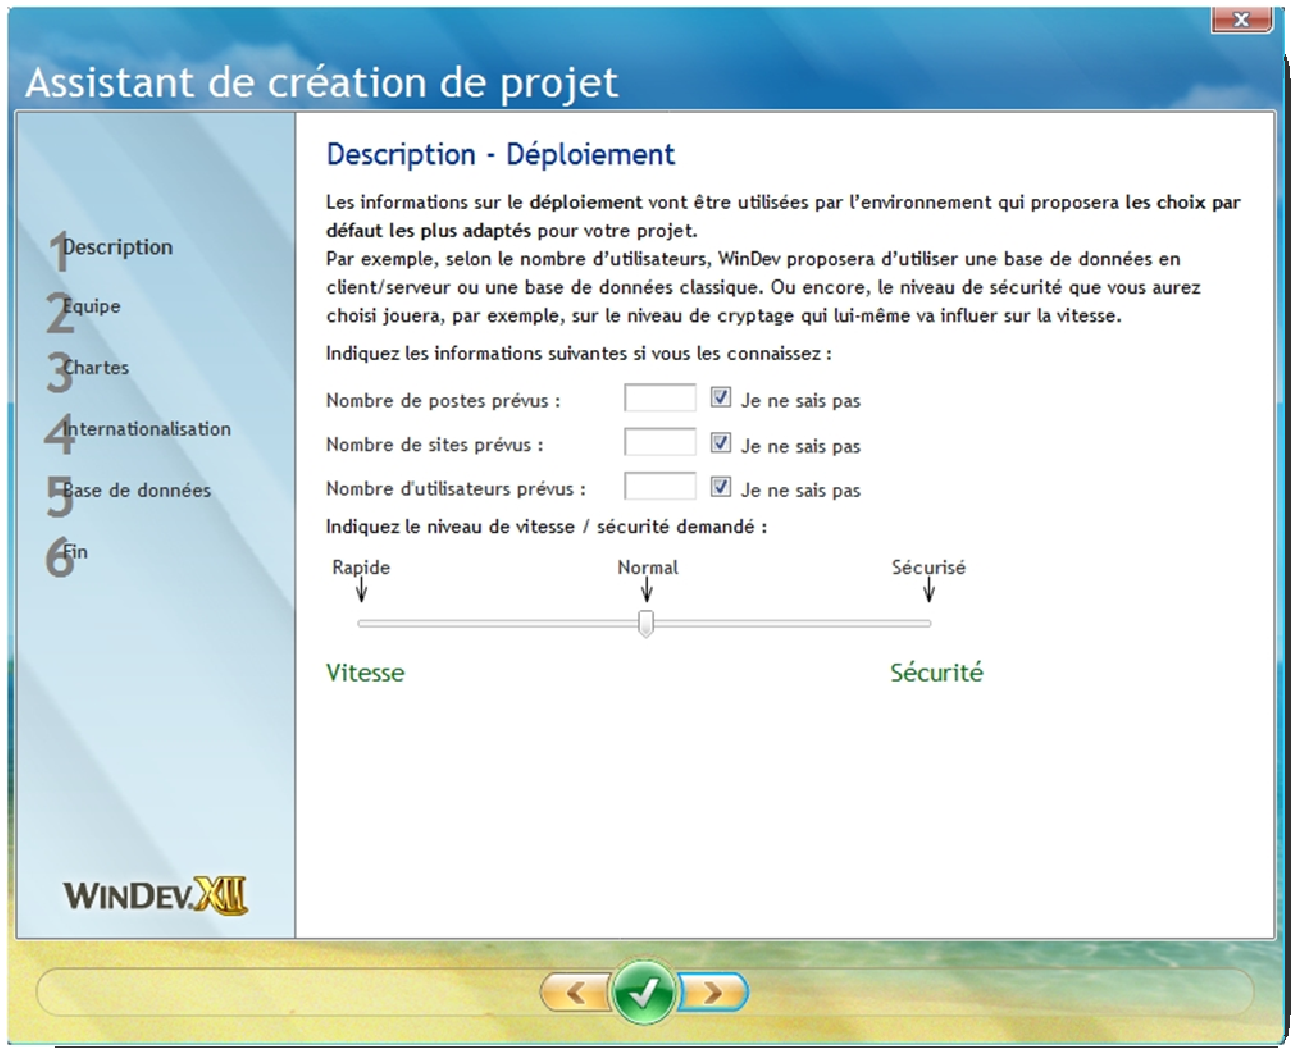 x
Assistant de création de projet
1 Description
2 Equipe
3 Chartes
4 Internationalisation
5 Base de données
6 Fin
WINDEV.XII
Description - Déploiement
Les informations sur le déploiement vont être utilisées par l'environnement qui proposera les choix par
défaut les plus adaptés pour votre projet.
Par exemple, selon le nombre d'utilisateurs, WinDev proposera d'utiliser une base de données en
client/serveur ou une base de données classique. Ou encore, le niveau de sécurité que vous aurez
choisi jouera, par exemple, sur le niveau de cryptage qui lui-même va influer sur la vitesse.
Indiquez les informations suivantes si vous les connaissez :
Nombre de postes prévus : Je ne sais pas
Nombre de sites prévus : Je ne sais pas
Nombre d'utilisateurs prévus : Je ne sais pas
Indiquez le niveau de vitesse / sécurité demandé :
Rapide Normal Sécurisé
Vitesse Sécurité